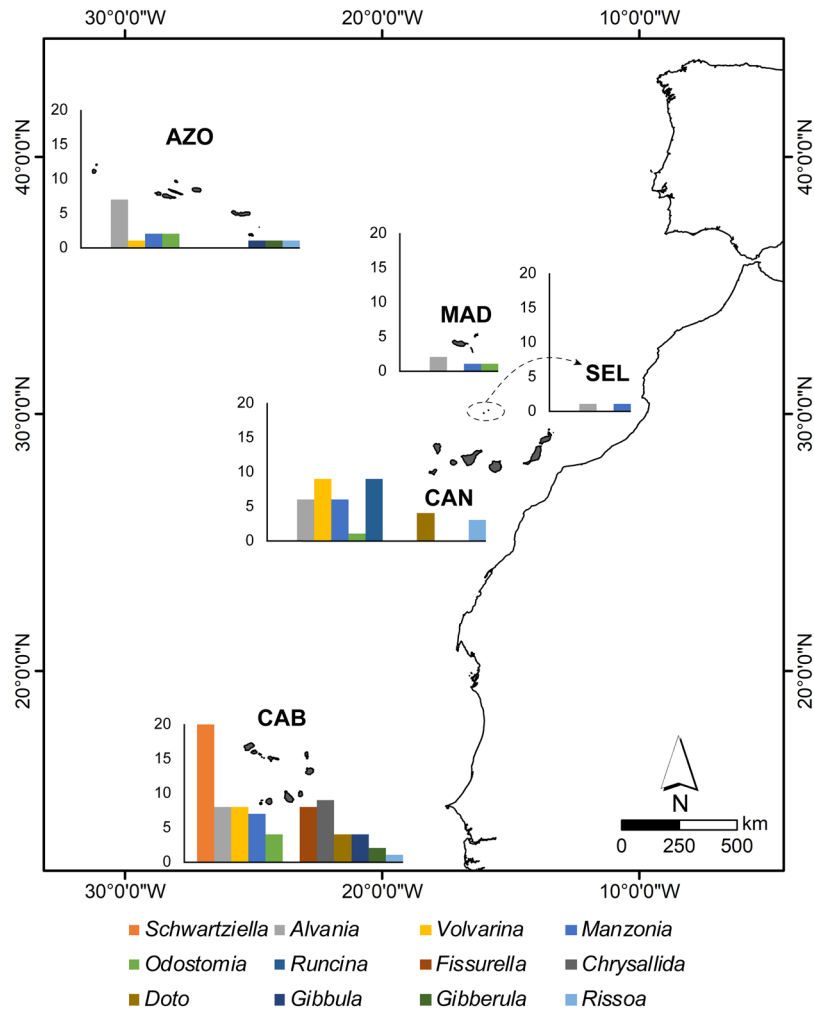 30°0'0"W 20°0'0"W 10°0'0"W
40°0'0"N
30°0'0"N
20°0'0"N
40°0'0"N
30°0'0"N
20°0'0"N
AZO
20
15
10
5
0
MAD
20
15
10
5
0
SEL
20
15
10
5
0
CAN
20
15
10
5
0
CAB
20
15
10
5
0
N
km
0 250 500
30°0'0"W 20°0'0"W 10°0'0"W
Schwartziella Alvania Volvarina Manzonia
Odostomia Runcina Fissurella Chrysallida
Doto Gibbula Gibberula Rissoa